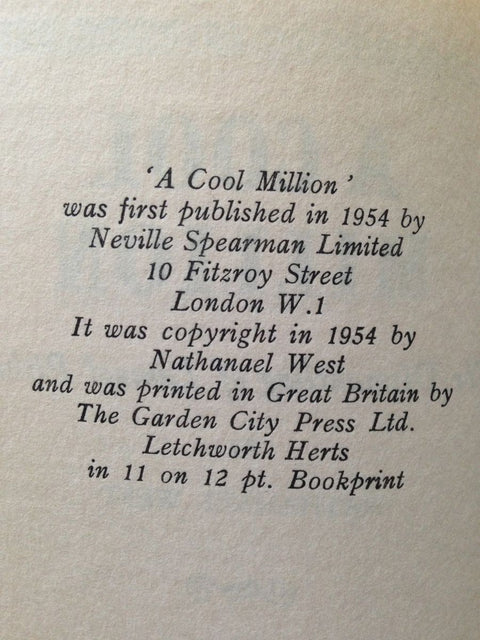 ‘A Cool Million’
was first published in 1954 by
Neville Spearman Limited
10 Fitzroy Street
London W.1
It was copyright in 1954 by
Nathanael West
and was printed in Great Britain by
The Garden City Press Ltd.
Letchworth Herts
in 11 on 12 pt. Bookprint